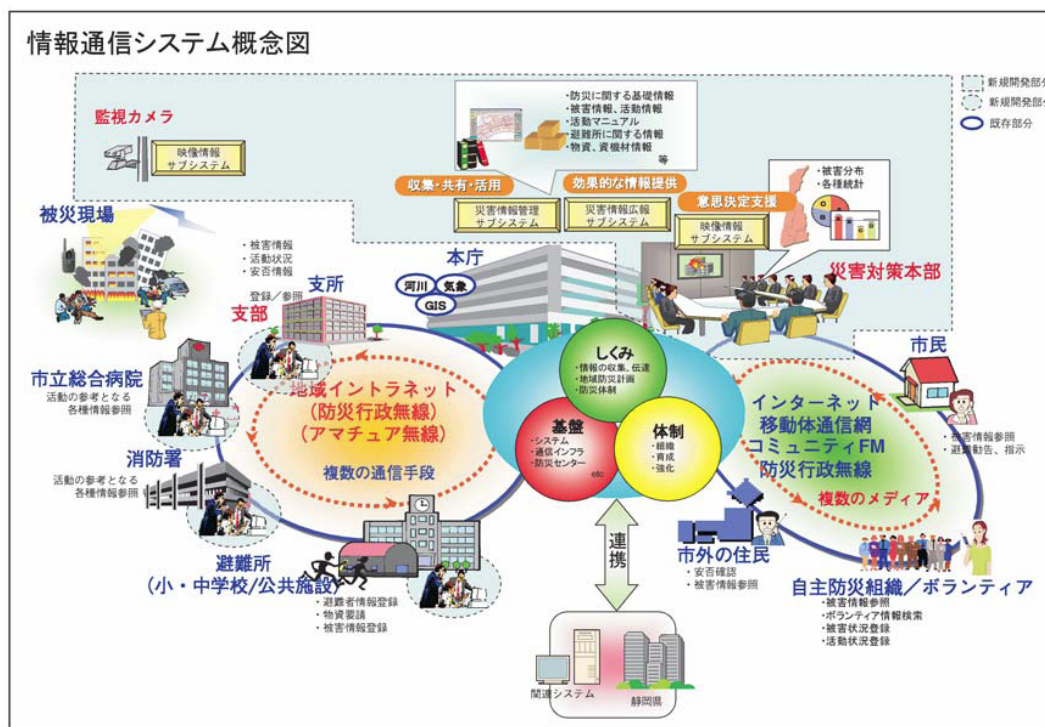 情報通信システム概念図
新規開発部分
新規開発部分
既存部分
監視カメラ
映像情報
サブシステム
・防災に関する基礎情報
・被害情報、活動情報
・活動マニュアル
・避難所に関する情報
・物資、資機材情報
等
収集・共有・活用
効果的な情報提供
意思決定支援
災害情報管理
サブシステム
災害情報広報
サブシステム
映像情報
サブシステム
・被害分布
・各種統計
被災現場
・被害情報
・活動状況
・安否情報
登録／参照
支所
支部
本庁
河川
気象
GIS
災害対策本部
市立総合病院
活動の参考となる
各種情報参照
消防署
活動の参考となる
各種情報参照
地域イントラネット
（防災行政無線）
（アマチュア無線）
複数の通信手段
避難所
（小・中学校/公共施設）
・避難者情報登録
・物資要請
・被害情報登録
しくみ
・情報の収集、伝達
・地域防災計画
・防災体制
基盤
・システム
・通信インフラ
・防災センター
etc
体制
・組織
・育成
・強化
連携
関連システム
静岡県
インターネット
移動体通信網
コミュニティFM
防災行政無線
複数のメディア
市民
・被害情報参照
・避難勧告、指示
市外の住民
・安否確認
・被害情報参照
自主防災組織／ボランティア
・被害情報参照
・ボランティア情報検索
・被害状況登録
・活動状況登録